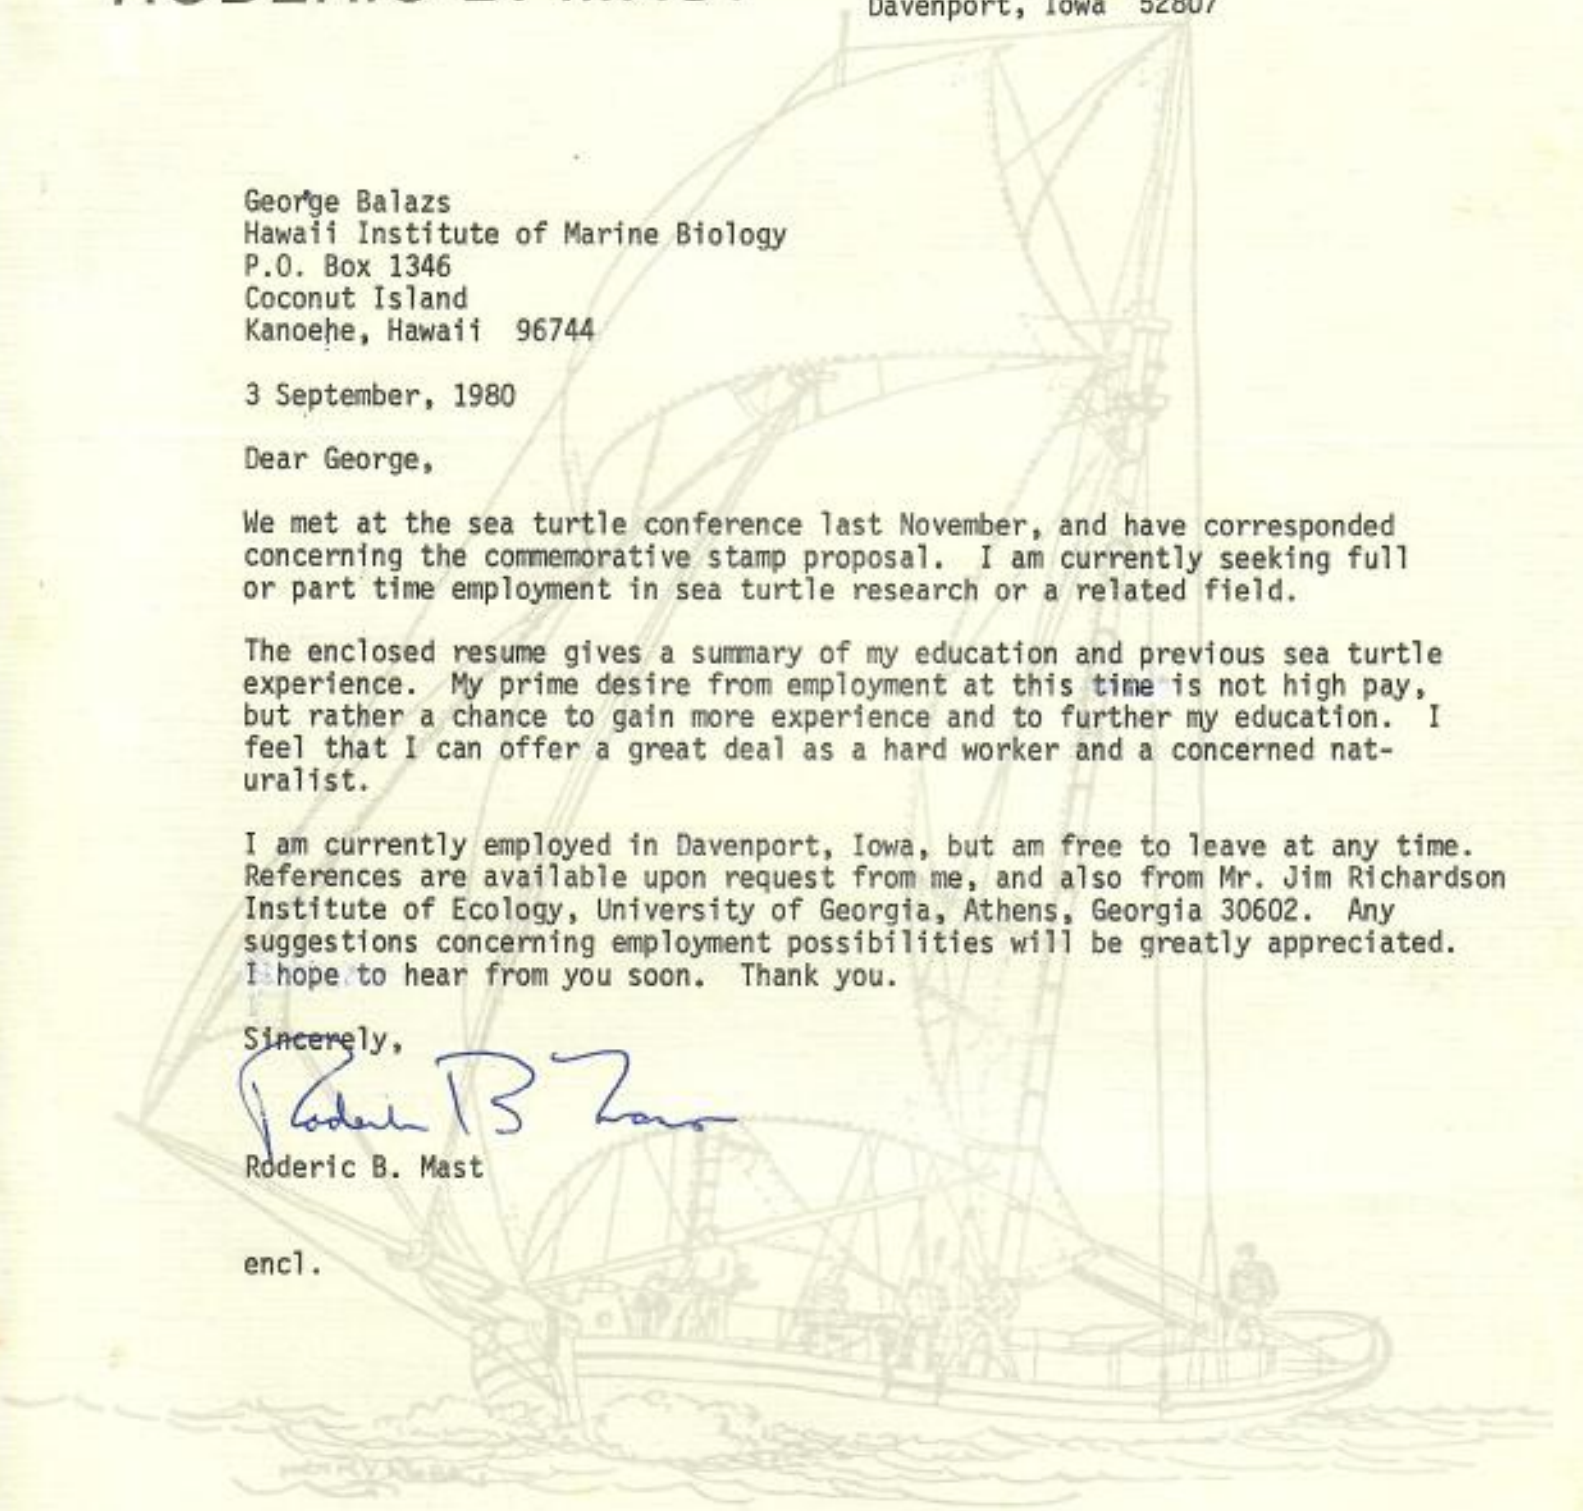 Davenport, Iowa 52807
George Balazs
Hawaii Institute of Marine Biology
P.O. Box 1346
Coconut Island
Kanoehe, Hawaii 96744
3 September, 1980
Dear George,
We met at the sea turtle conference last November, and have corresponded
concerning the commemorative stamp proposal. I am currently seeking full
or part time employment in sea turtle research or a related field.
The enclosed resume gives a summary of my education and previous sea turtle
experience. My prime desire from employment at this time is not high pay,
but rather a chance to gain more experience and to further my education. I
feel that I can offer a great deal as a hard worker and a concerned nat-
uralist.
I am currently employed in Davenport, Iowa, but am free to leave at any time.
References are available upon request from me, and also from Mr. Jim Richardson
Institute of Ecology, University of Georgia, Athens, Georgia 30602. Any
suggestions concerning employment possibilities will be greatly appreciated.
I hope to hear from you soon. Thank you.
Sincerely,
Roderic B Mast
Roderic B. Mast
encl.